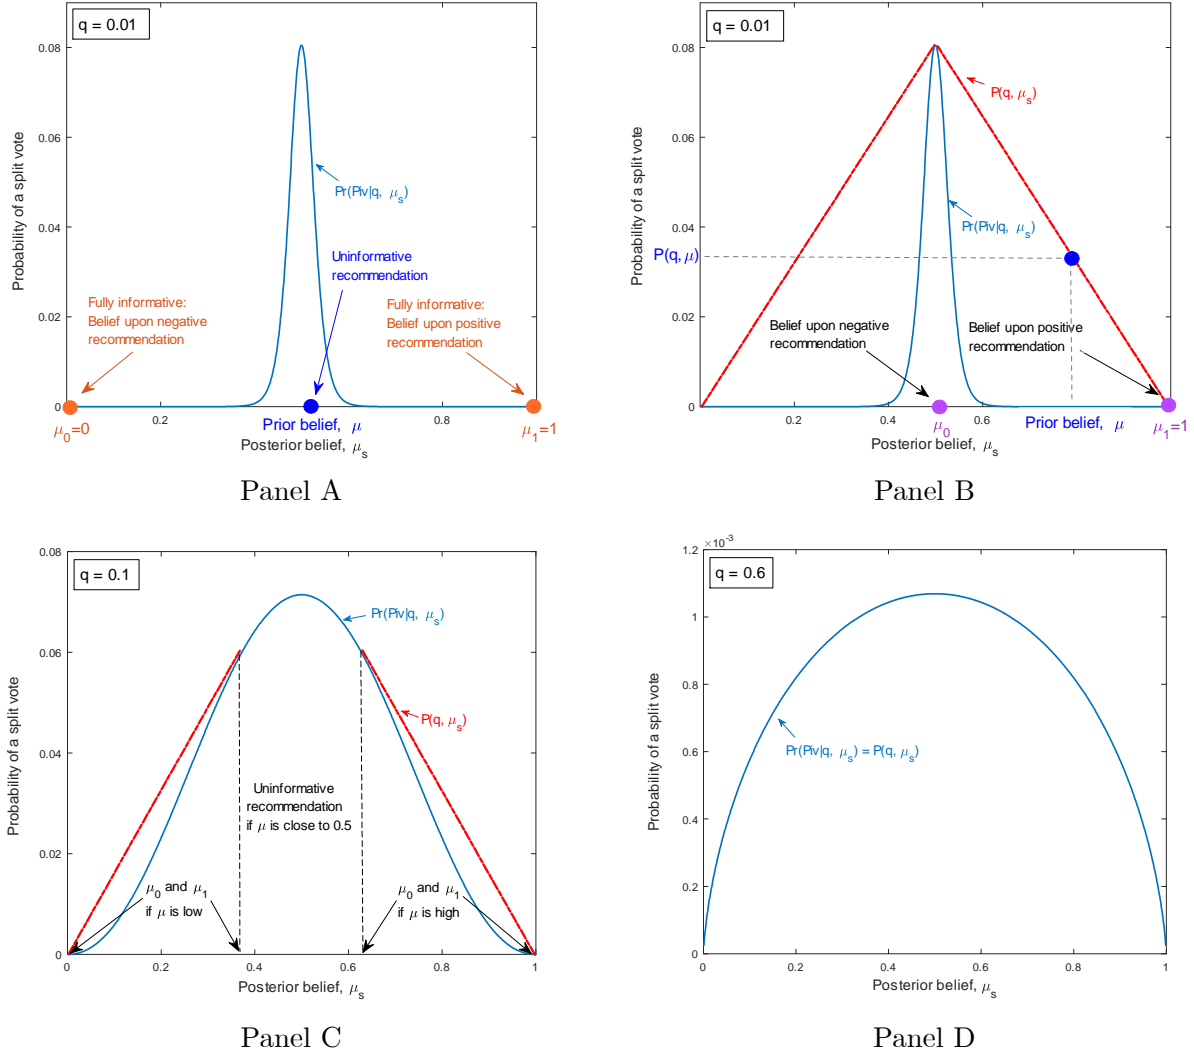 q = 0.01
0.08
0.06
0.04
0.02
0
Probability of a split vote
Pr(Piv|q, μs)
Uninformative
recommendation
Fully informative:
Belief upon negative
recommendation
Fully informative:
Belief upon positive
recommendation
μ0=0
0.2
Prior belief, μ
0.8
μ1=1
Posterior belief, μs
Panel A
q = 0.01
0.08
0.06
0.04
0.02
0
Probability of a split vote
P(q, μs)
Pr(Piv|q, μs)
P(q, μ)
Belief upon negative
recommendation
Belief upon positive
recommendation
0.2
0.4
μ0
0.6
Prior belief, μ
1
μ1=1
Posterior belief, μs
Panel B
q = 0.1
0.08
0.06
0.04
0.02
0
Probability of a split vote
Pr(Piv|q, μs)
P(q, μs)
Uninformative
recommendation
if μ is close to 0.5
μ0 and μ1
if μ is low
μ0 and μ1
if μ is high
0
0.2
0.4
0.6
0.8
1
Posterior belief, μs
Panel C
×10-3
q = 0.6
1.2
1
0.8
0.6
0.4
0.2
0
Probability of a split vote
Pr(Piv|q, μs) = P(q, μs)
0
0.2
0.4
0.6
0.8
1
Posterior belief, μs
Panel D